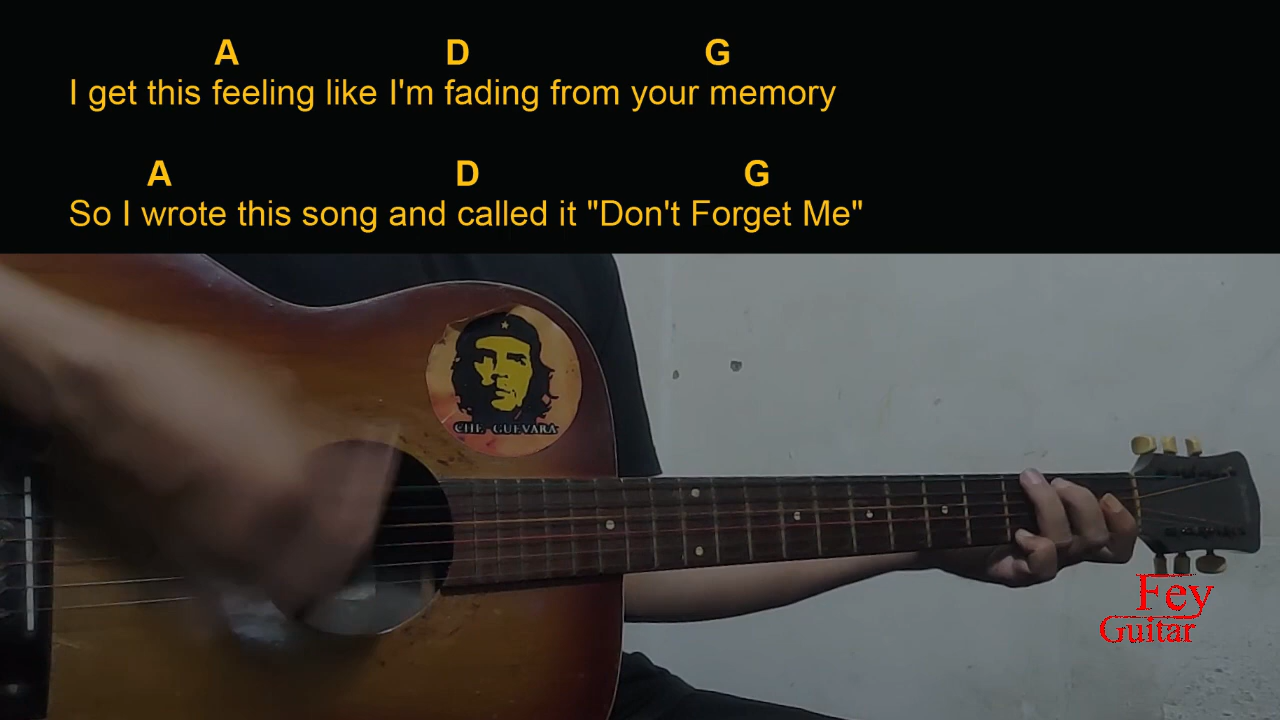 A D G
I get this feeling like I'm fading from your memory
A D G
So I wrote this song and called it "Don't Forget Me"
CHE GUEVARA
Fey
Guitar